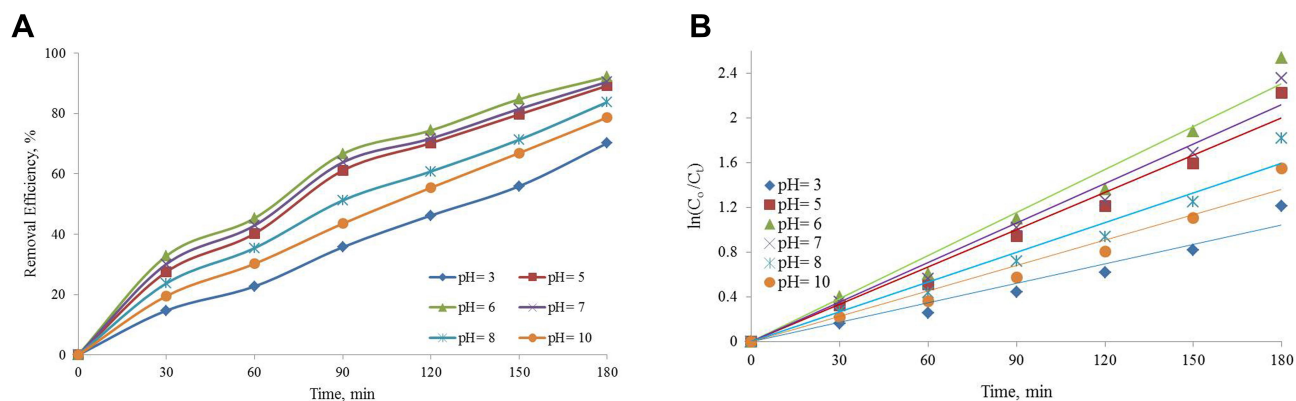 A
100
80
60
40
20
0
Removal Efficiency, %
0 30 60 90 120 150 180
Time, min
pH= 3 pH= 5
pH= 6 pH= 7
pH= 8 pH= 10
B
2.4
2
1.6
1.2
0.8
0.4
0
ln(Co/Ct)
pH= 3
pH= 5
pH= 6
pH= 7
pH= 8
pH= 10
0 30 60 90 120 150 180
Time, min